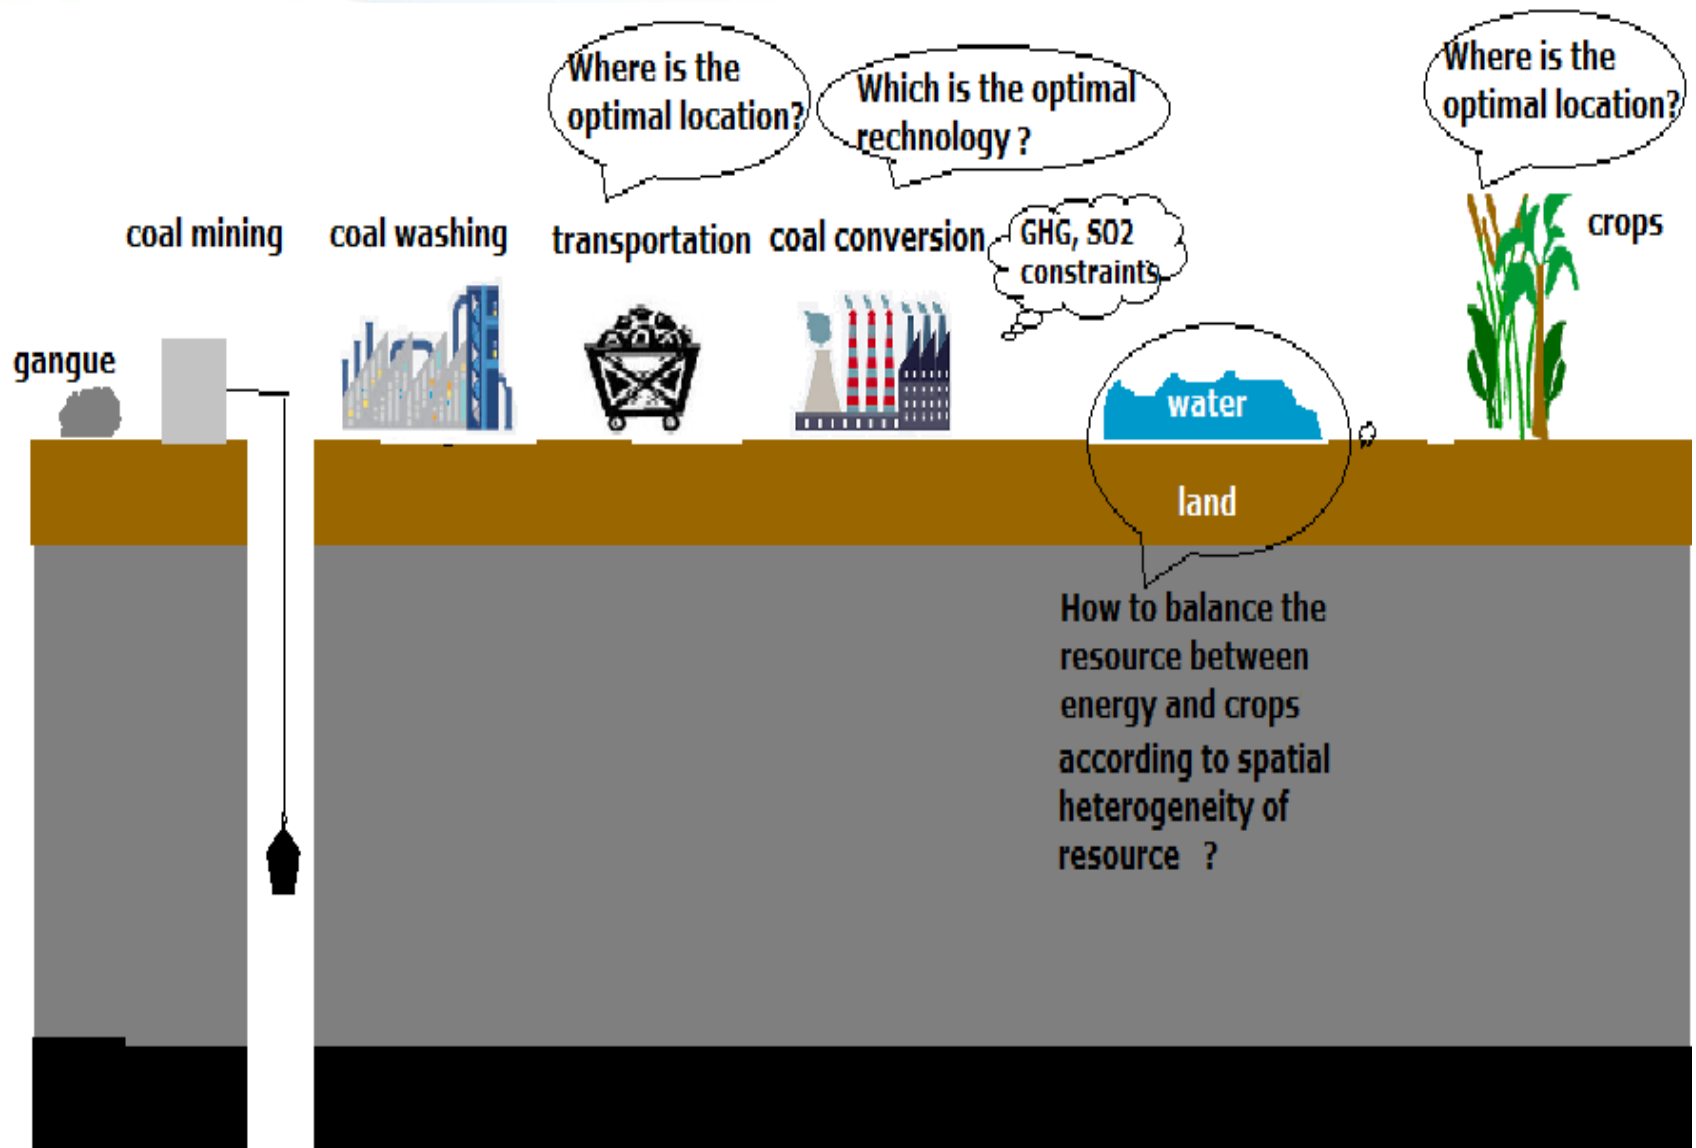 Where is the
optimal location?
Which is the optimal
rechnology ?
Where is the
optimal location?
coal mining
coal washing
transportation
coal conversion
GHG, SO2
constraints
crops
gangue
water
land
How to balance the
resource between
energy and crops
according to spatial
heterogeneity of
resource ?